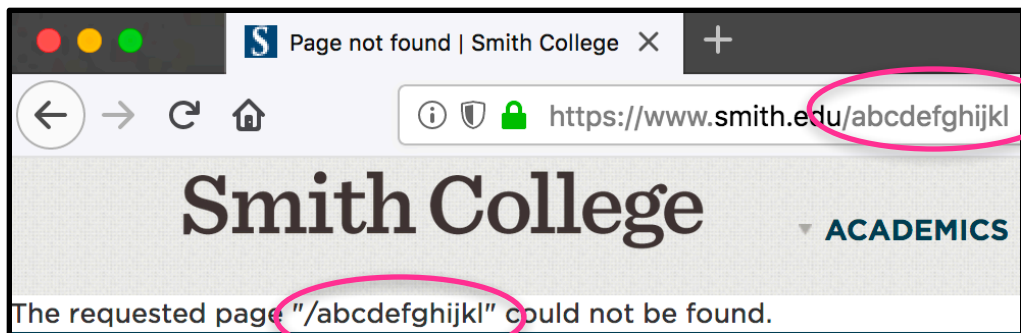 Page not found | Smith College
https://www.smith.edu/abcdefghijkl
Smith College
ACADEMICS
The requested page "/abcdefghijkl" could not be found.